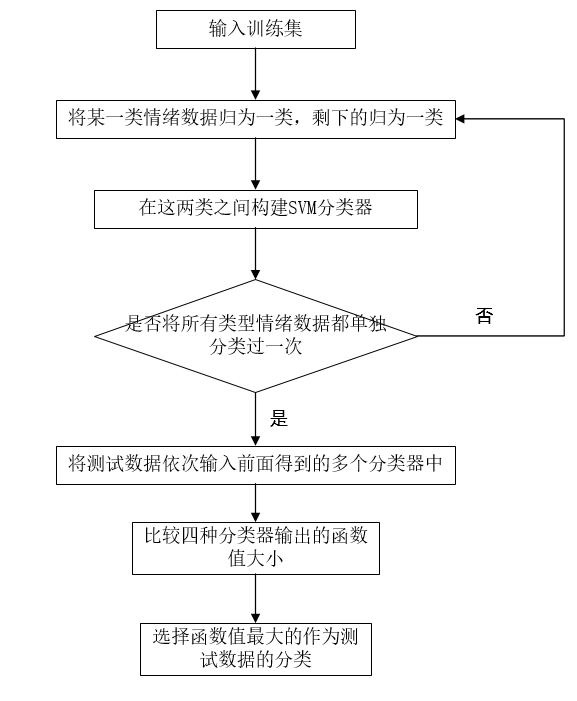 输入训练集
将某一类情绪数据归为一类，剩下的归为一类
在这两类之间构建SVM分类器
是否将所有类型情绪数据都单独
分类过一次
否
是
将测试数据依次输入前面得到的多个分类器中
比较四种分类器输出的函数
值大小
选择函数值最大的作为测
试数据的分类